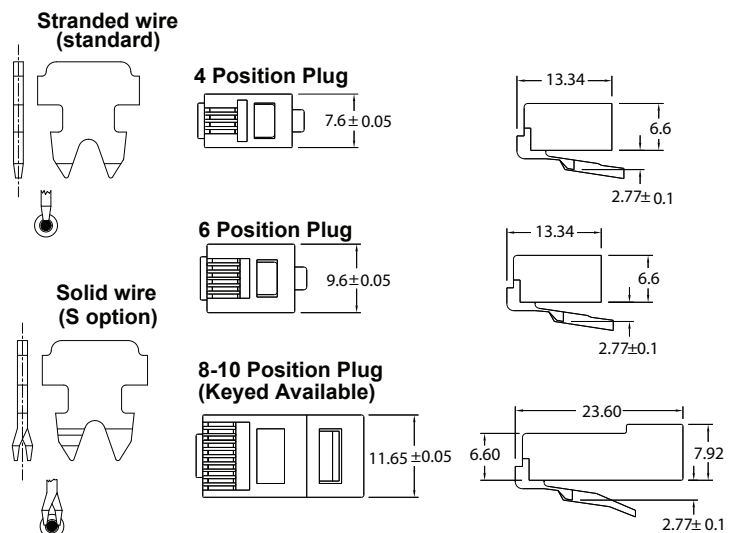 Stranded wire
(standard)
4 Position Plug
7.6± 0.05
13.34
6.6
2.77± 0.1
6 Position Plug
9.6±0.05
13.34
6.6
2.77±0.1
Solid wire
(S option)
8-10 Position Plug
(Keyed Available)
11.65 ±0.05
23.60
6.60
7.92
2.77± 0.1